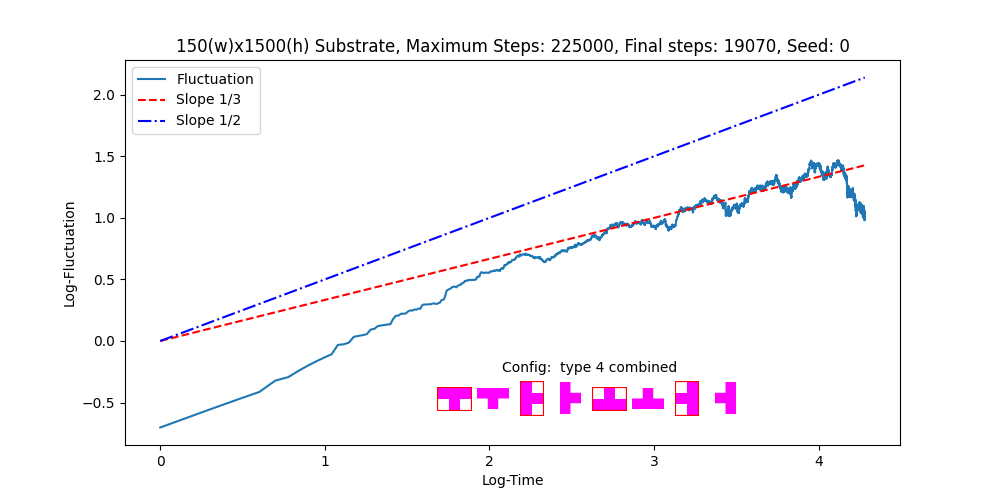 150(w)x1500(h) Substrate, Maximum Steps: 225000, Final steps: 19070, Seed: 0
Fluctuation
Slope 1/3
Slope 1/2
2.0
1.5
1.0
0.5
0.0
−0.5
Log-Fluctuation
Config:  type 4 combined
0
1
2
3
4
Log-Time